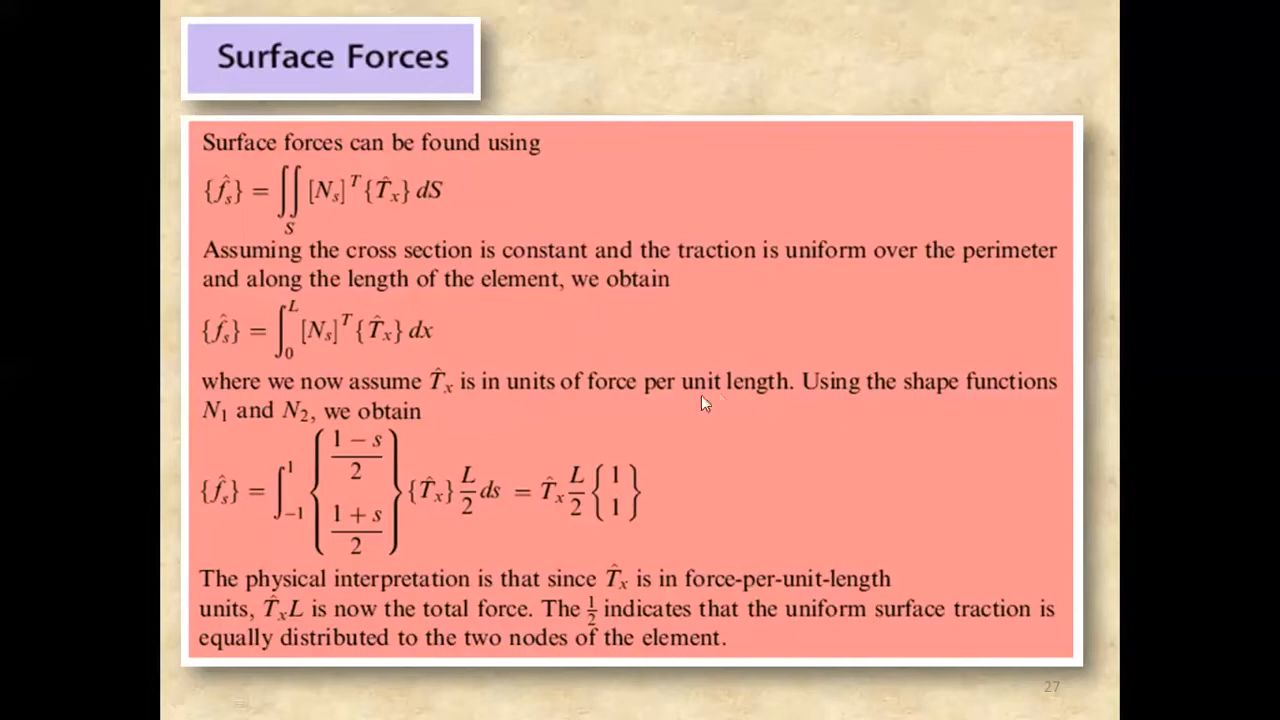 Surface Forces
Surface forces can be found using
{f̂ₛ} = ∬_S [Nₛ]ᵀ {T̂ₓ} dS
Assuming the cross section is constant and the traction is uniform over the perimeter
and along the length of the element, we obtain
{f̂ₛ} = ∫₀ᴸ [Nₛ]ᵀ {T̂ₓ} dx
where we now assume T̂ₓ is in units of force per unit length. Using the shape functions
N₁ and N₂, we obtain
{f̂ₛ} = ∫₋₁¹ { (1 − s)/2 ; (1 + s)/2 } {T̂ₓ} L/2 ds = T̂ₓ L/2 { 1 ; 1 }
The physical interpretation is that since T̂ₓ is in force-per-unit-length
units, T̂ₓL is now the total force. The ½ indicates that the uniform surface traction is
equally distributed to the two nodes of the element.
27